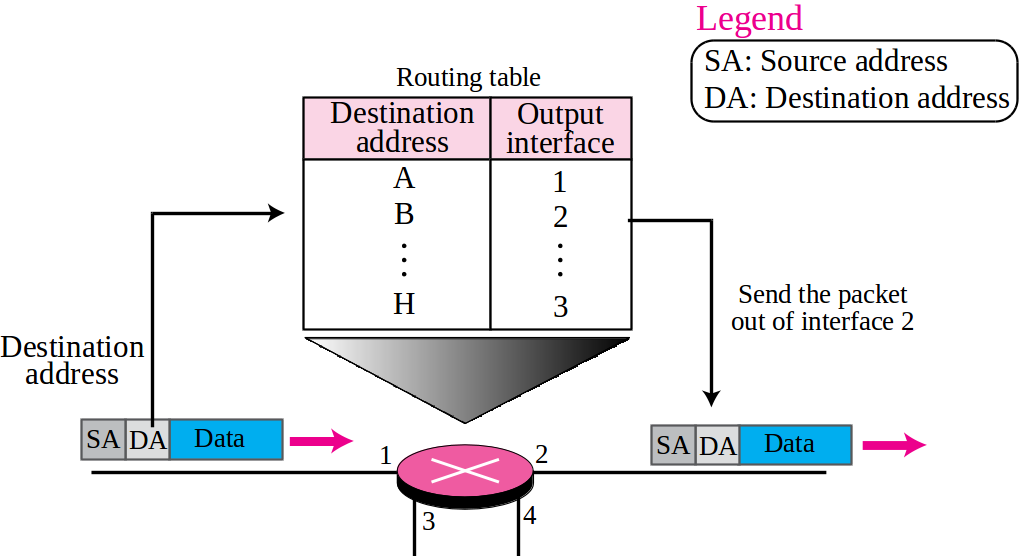 Legend
SA: Source address
DA: Destination address
Routing table
Destination
address
Output
interface
A
1
B
2
H
3
Destination
address
Send the packet
out of interface 2
SA
DA
Data
1
2
3
4
SA
DA
Data